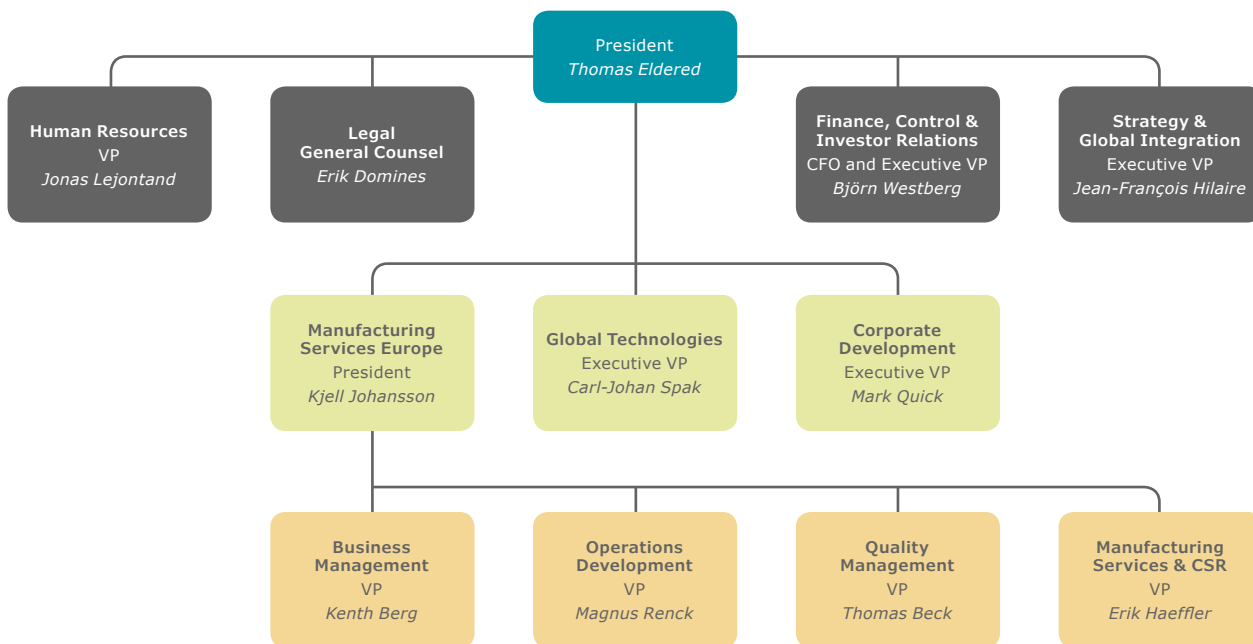 President
Thomas Eldered
Human Resources
VP
Jonas Lejontand
Legal
General Counsel
Erik Domines
Finance, Control &
Investor Relations
CFO and Executive VP
Björn Westberg
Strategy &
Global Integration
Executive VP
Jean-François Hilaire
Manufacturing
Services Europe
President
Kjell Johansson
Global Technologies
Executive VP
Carl-Johan Spak
Corporate
Development
Executive VP
Mark Quick
Business
Management
VP
Kenth Berg
Operations
Development
VP
Magnus Renck
Quality
Management
VP
Thomas Beck
Manufacturing
Services & CSR
VP
Erik Haeffler